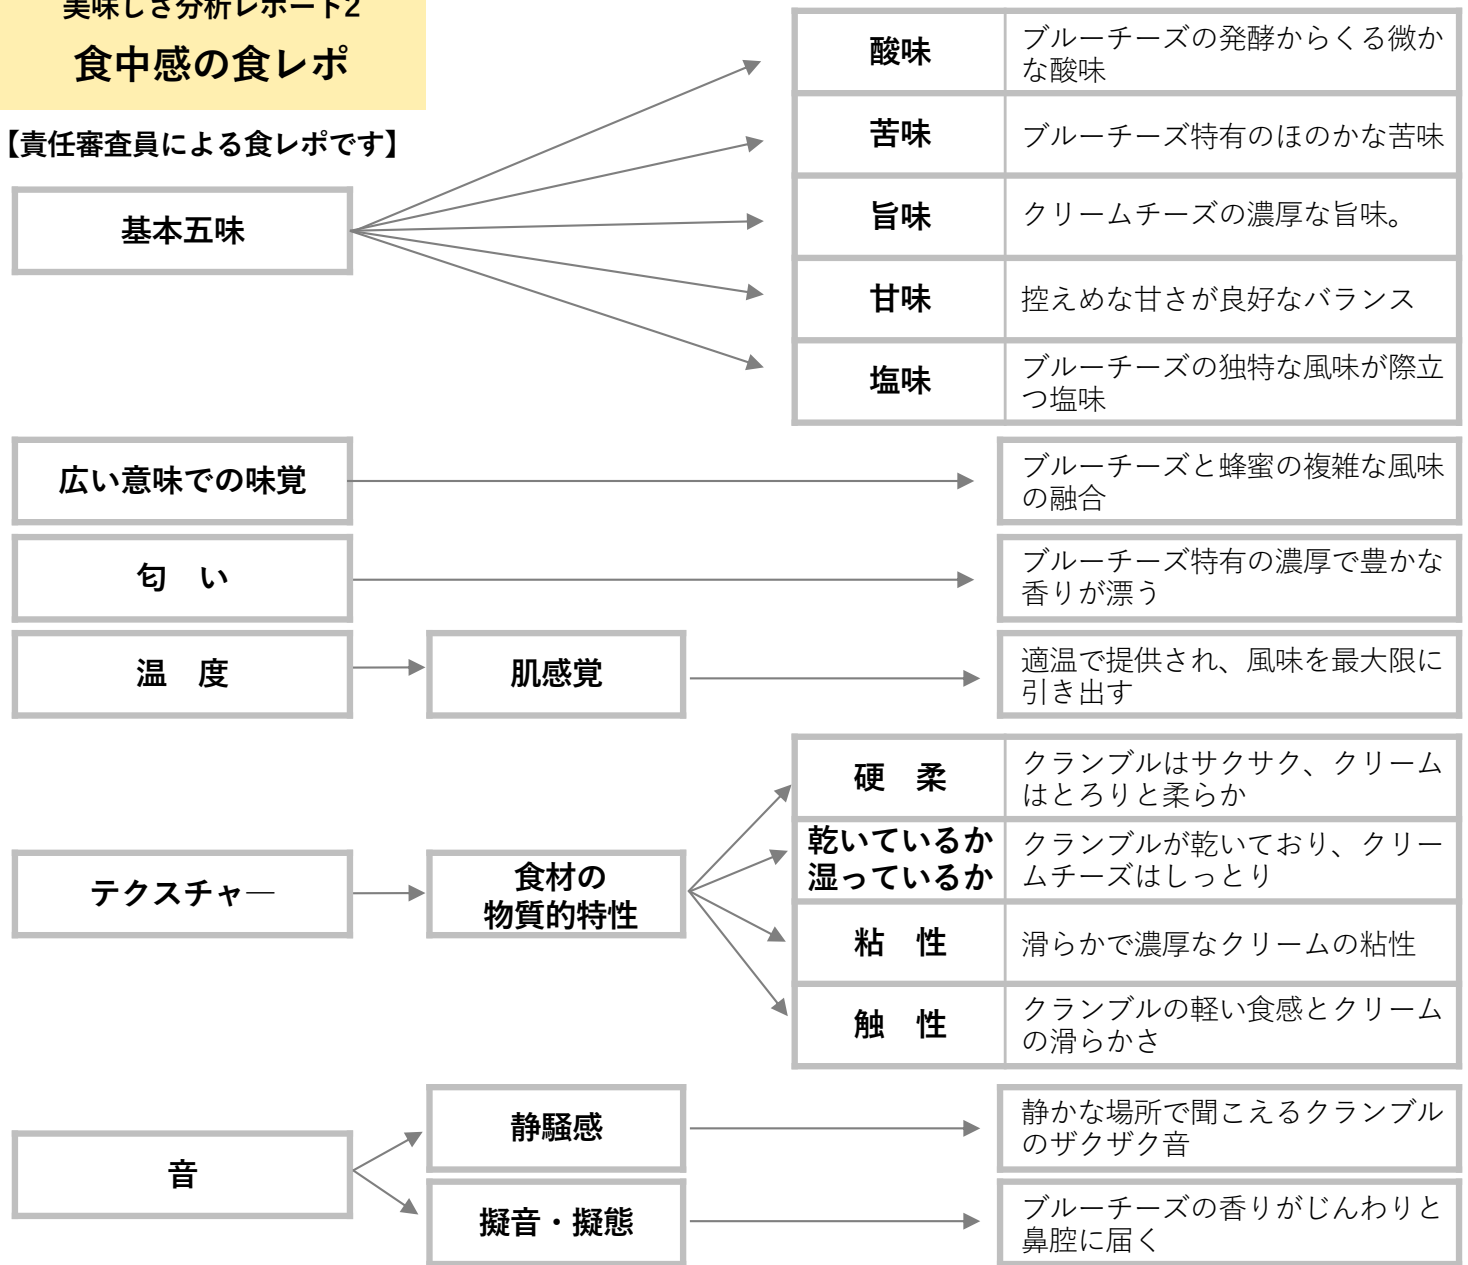 美味しさ分析レポート2
食中感の食レポ
【責任審査員による食レポです】
基本五味
酸味
ブルーチーズの発酵からくる微か
な酸味
苦味
ブルーチーズ特有のほのかな苦味
旨味
クリームチーズの濃厚な旨味。
甘味
控えめな甘さが良好なバランス
塩味
ブルーチーズの独特な風味が際立
つ塩味
広い意味での味覚
ブルーチーズと蜂蜜の複雑な風味
の融合
匂　い
ブルーチーズ特有の濃厚で豊かな
香りが漂う
温　度
肌感覚
適温で提供され、風味を最大限に
引き出す
テクスチャ―
食材の
物質的特性
硬　柔
クランブルはサクサク、クリーム
はとろりと柔らか
乾いているか
湿っているか
クランブルが乾いており、クリー
ムチーズはしっとり
粘　性
滑らかで濃厚なクリームの粘性
触　性
クランブルの軽い食感とクリーム
の滑らかさ
音
静騒感
静かな場所で聞こえるクランブル
のザクザク音
擬音・擬態
ブルーチーズの香りがじんわりと
鼻腔に届く